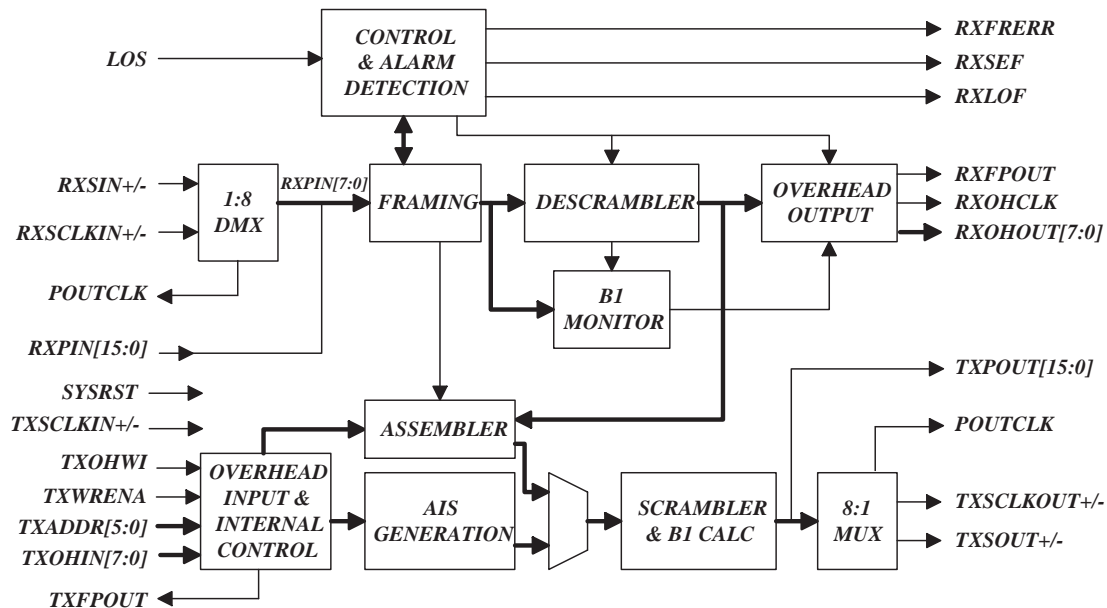 CONTROL
& ALARM
DETECTION
LOS
RXFRERR
RXSEF
RXLOF
RXSIN+/-
RXSCLKIN+/-
1:8
DMX
RXPIN[7:0]
FRAMING
DESCRAMBLER
OVERHEAD
OUTPUT
RXFPOUT
RXOHCLK
RXOHOUT[7:0]
POUTCLK
B1
MONITOR
RXPIN[15:0]
TXPOUT[15:0]
SYSRST
TXSCLKIN+/-
ASSEMBLER
POUTCLK
TXOHWI
TXWRENA
TXADDR[5:0]
TXOHIN[7:0]
OVERHEAD
INPUT &
INTERNAL
CONTROL
AIS
GENERATION
SCRAMBLER
& B1 CALC
8:1
MUX
TXSCLKOUT+/-
TXSOUT+/-
TXFPOUT